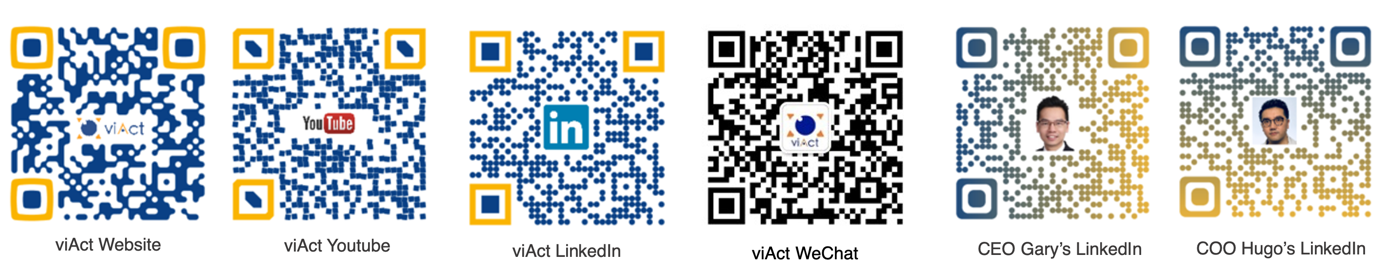 viAct
YouTube
in
viAct
viAct Website
viAct Youtube
viAct LinkedIn
viAct WeChat
CEO Gary’s LinkedIn
COO Hugo’s LinkedIn